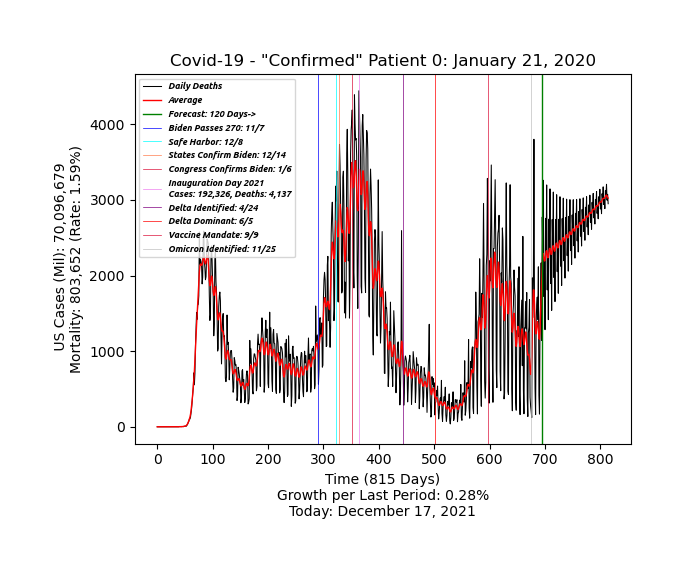 Covid-19 - "Confirmed" Patient 0: January 21, 2020
Daily Deaths
Average
Forecast: 120 Days->
Biden Passes 270: 11/7
Safe Harbor: 12/8
States Confirm Biden: 12/14
Congress Confirms Biden: 1/6
Inauguration Day 2021
Cases: 192,326, Deaths: 4,137
Delta Identified: 4/24
Delta Dominant: 6/5
Vaccine Mandate: 9/9
Omicron Identified: 11/25
US Cases (Mil): 70,096,679
Mortality: 803,652 (Rate: 1.59%)
4000
3000
2000
1000
0
0 100 200 300 400 500 600 700 800
Time (815 Days)
Growth per Last Period: 0.28%
Today: December 17, 2021